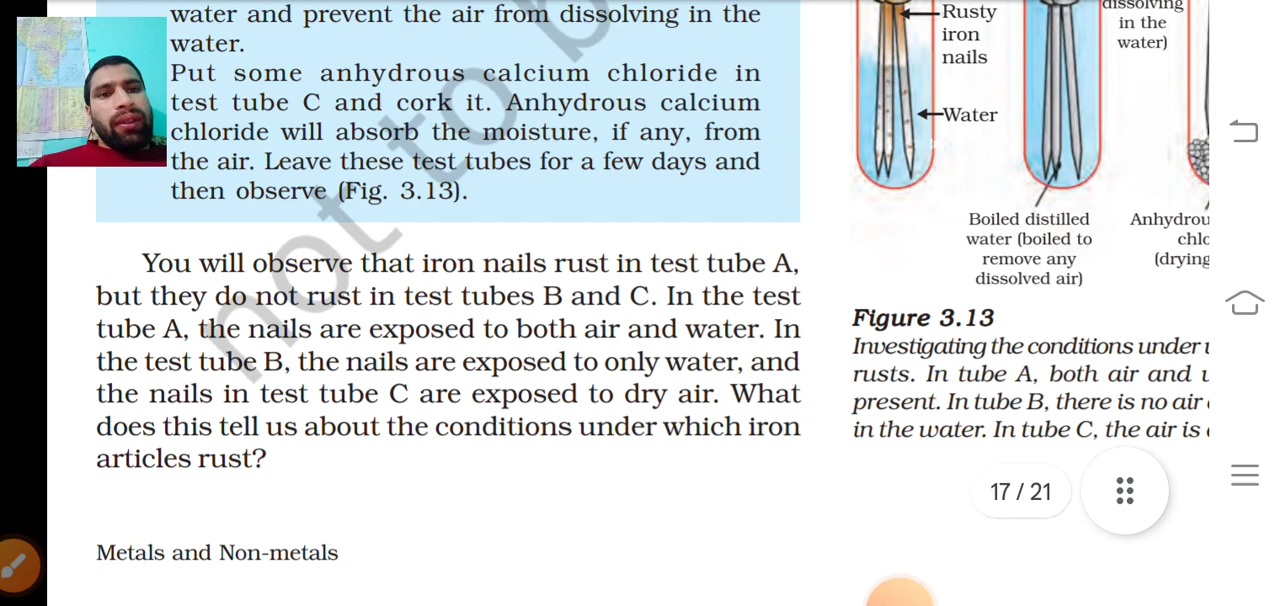 water and prevent the air from dissolving in the
water.
Put some anhydrous calcium chloride in
test tube C and cork it. Anhydrous calcium
chloride will absorb the moisture, if any, from
the air. Leave these test tubes for a few days and
then observe (Fig. 3.13).
You will observe that iron nails rust in test tube A,
but they do not rust in test tubes B and C. In the test
tube A, the nails are exposed to both air and water. In
the test tube B, the nails are exposed to only water, and
the nails in test tube C are exposed to dry air. What
does this tell us about the conditions under which iron
articles rust?
Metals and Non-metals
not to b
Rusty
iron
nails
Water
dissolving
in the
water)
Boiled distilled
water (boiled to
remove any
dissolved air)
Anhydrou
chlo
(drying
Figure 3.13
Investigating the conditions under
rusts. In tube A, both air and
present. In tube B, there is no air
in the water. In tube C, the air is
17 / 21